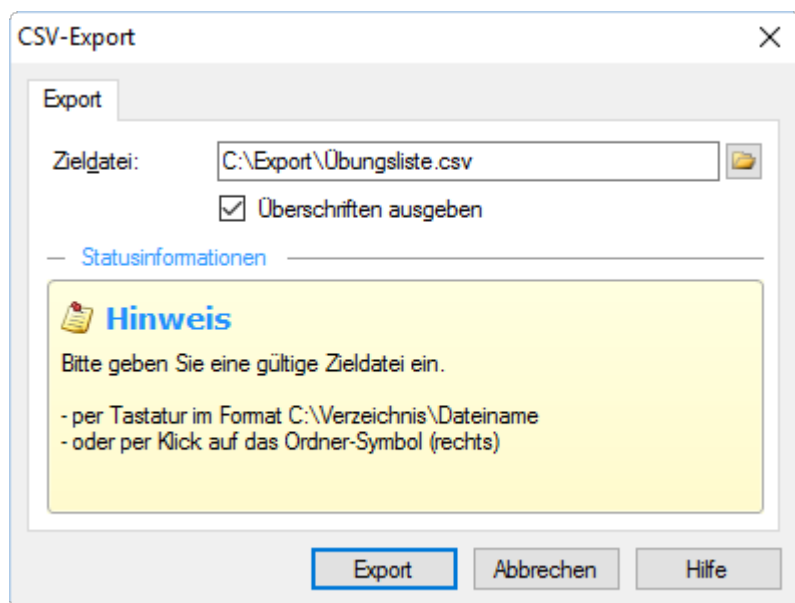 CSV-Export
Export
Zieldatei: C:\Export\Übungsliste.csv
Überschriften ausgeben
Statusinformationen
Hinweis
Bitte geben Sie eine gültige Zieldatei ein.
- per Tastatur im Format C:\Verzeichnis\Dateiname
- oder per Klick auf das Ordner-Symbol (rechts)
Export Abbrechen Hilfe